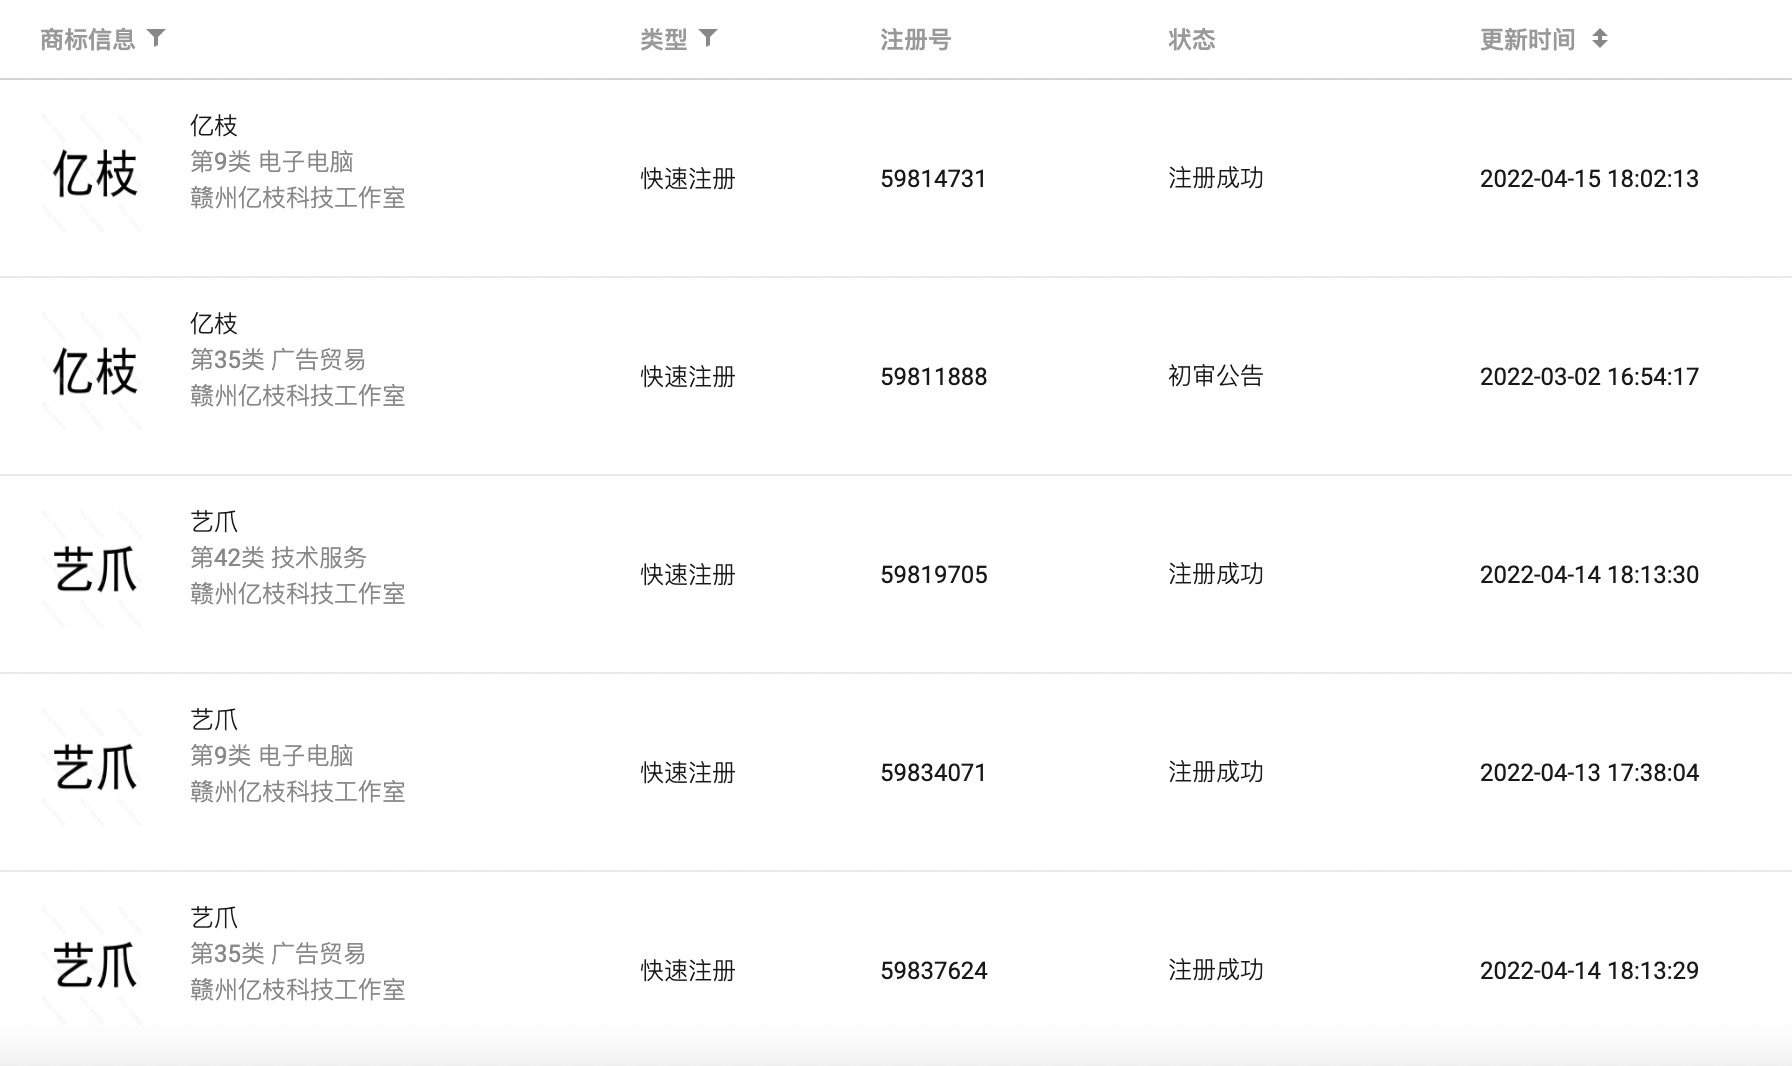 商标信息 类型 注册号 状态 更新时间
亿枝
亿枝
第9类 电子电脑
赣州亿枝科技工作室
快速注册 59814731 注册成功 2022-04-15 18:02:13
亿枝
亿枝
第35类 广告贸易
赣州亿枝科技工作室
快速注册 59811888 初审公告 2022-03-02 16:54:17
艺爪
艺爪
第42类 技术服务
赣州亿枝科技工作室
快速注册 59819705 注册成功 2022-04-14 18:13:30
艺爪
艺爪
第9类 电子电脑
赣州亿枝科技工作室
快速注册 59834071 注册成功 2022-04-13 17:38:04
艺爪
艺爪
第35类 广告贸易
赣州亿枝科技工作室
快速注册 59837624 注册成功 2022-04-14 18:13:29